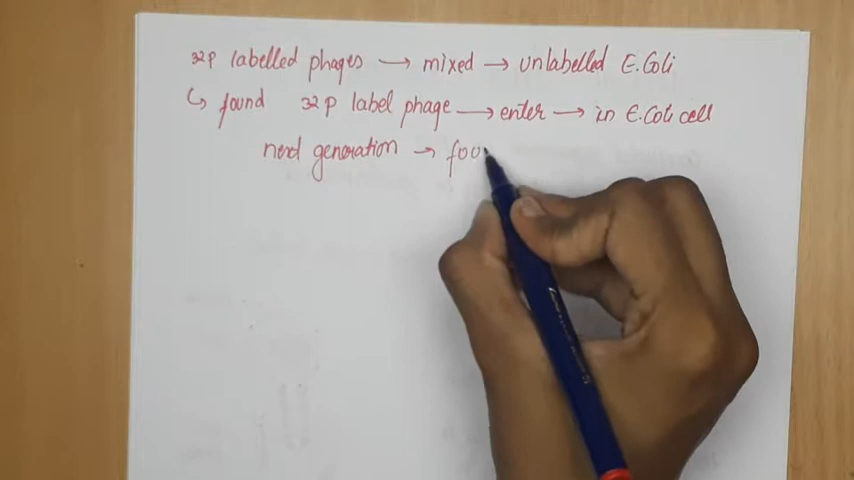 32P labelled phages → mixed → unlabelled E.Coli
↳ found 32P label phage → enter → in E.Coli cell
next generation → fou